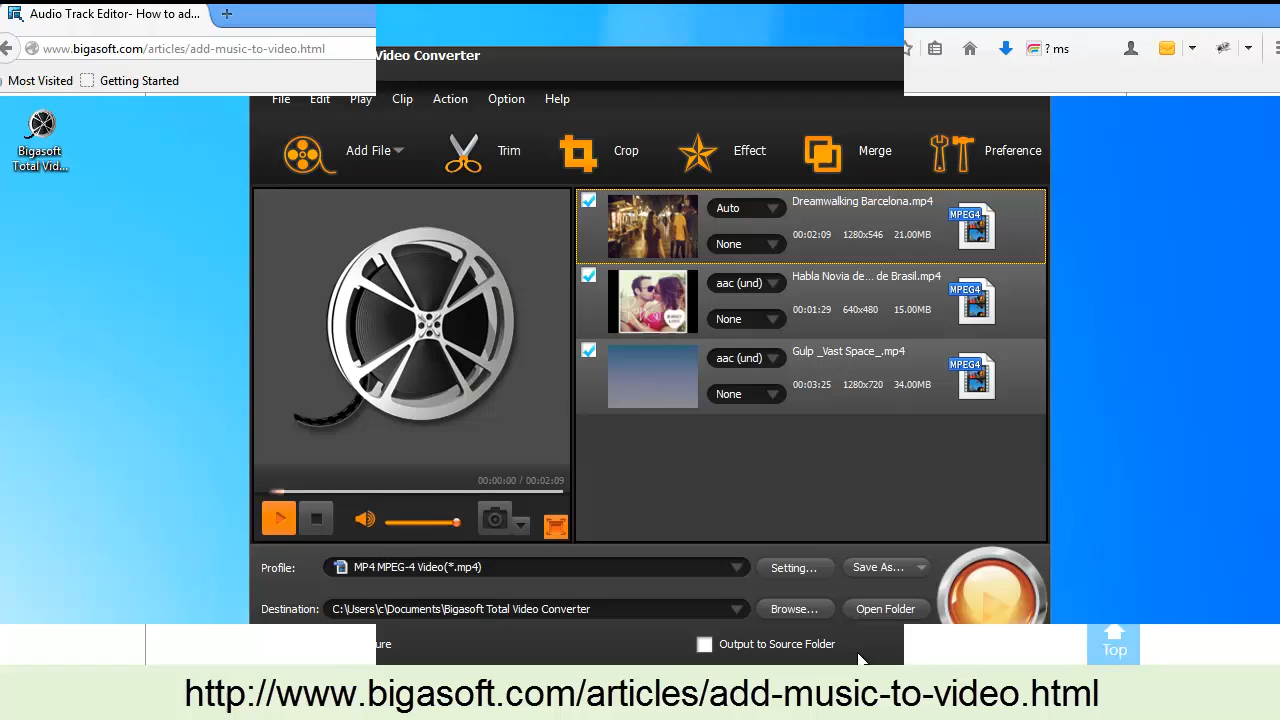 Audio Track Editor- How to ad...
www.bigasoft.com/articles/add-music-to-video.html
? ms
Most Visited
Getting Started
Video Converter
File Edit Play Clip Action Option Help
Add File Trim Crop Effect Merge Preference
Bigasoft
Total Vid...
Auto
Dreamwalking Barcelona.mp4
MPEG4
None
00:02:09 1280x546 21.00MB
aac (und)
Habla Novia de... de Brasil.mp4
MPEG4
None
00:01:29 640x480 15.00MB
aac (und)
Gulp _Vast Space_.mp4
MPEG4
None
00:03:25 1280x720 34.00MB
00:00:00 / 00:02:09
Profile: MP4 MPEG-4 Video(*.mp4) Setting... Save As...
Destination: C:\Users\c\Documents\Bigasoft Total Video Converter Browse... Open Folder
ure
Output to Source Folder
Top
http://www.bigasoft.com/articles/add-music-to-video.html